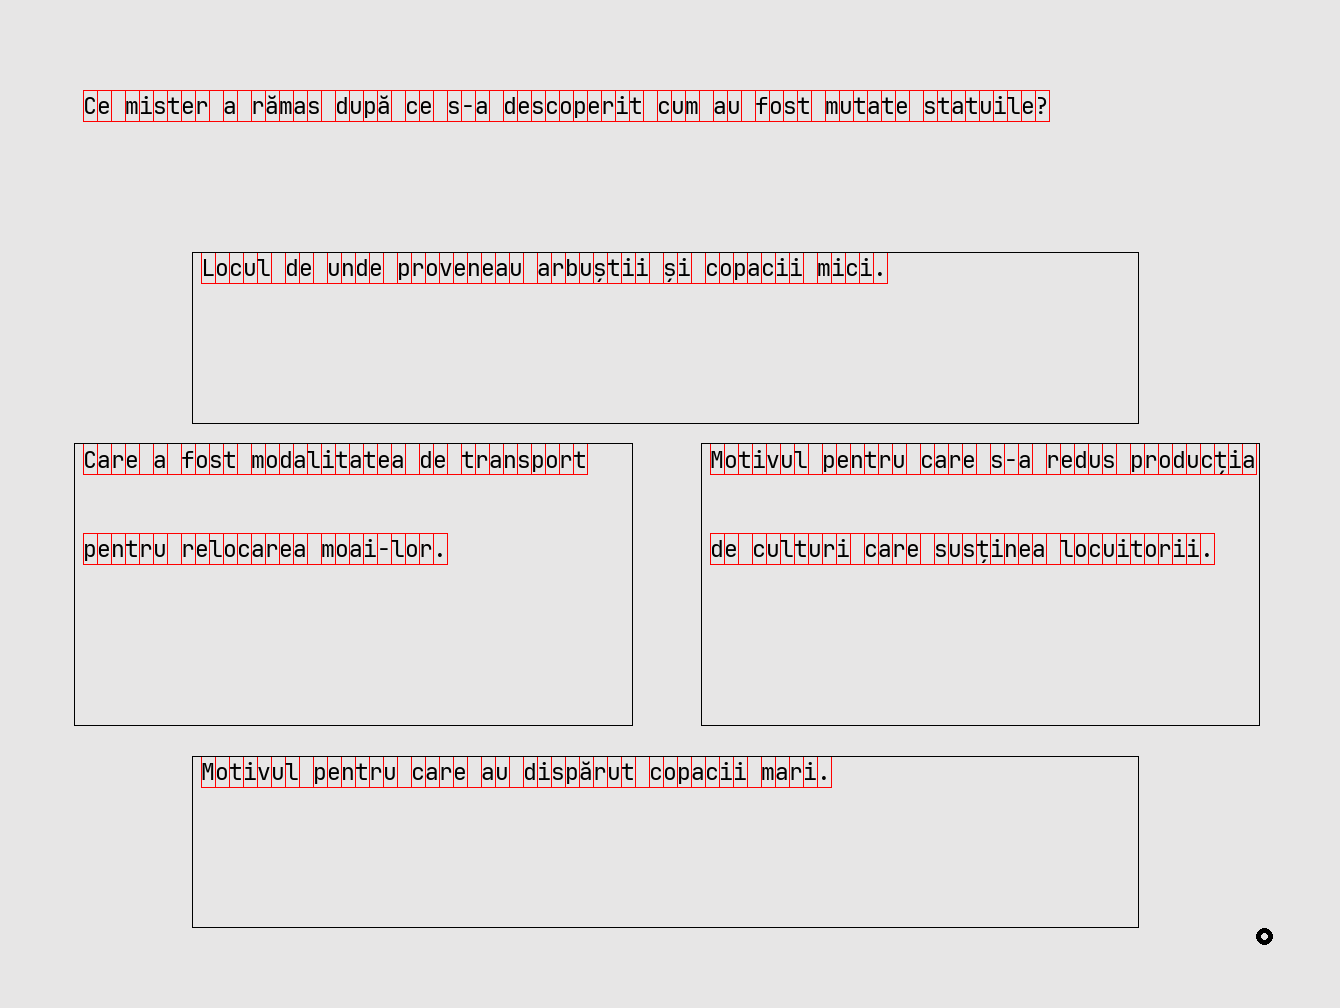 Ce mister a rămas după ce s-a descoperit cum au fost mutate statuile?
Locul de unde proveneau arbuștii și copacii mici.
Care a fost modalitatea de transport
pentru relocarea moai-lor.
Motivul pentru care s-a redus producția
de culturi care susținea locuitorii.
Motivul pentru care au dispărut copacii mari.